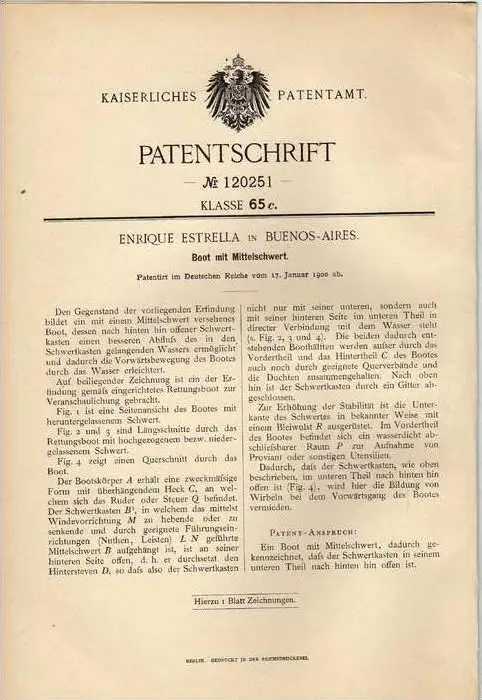 KAISERLICHES PATENTAMT.
PATENTSCHRIFT
— № 120251 —
KLASSE 65 c.
ENRIQUE ESTRELLA IN BUENOS-AIRES.
Boot mit Mittelschwert.
Patentirt im Deutschen Reiche vom 17. Januar 1900 ab.
Den Gegenstand der vorliegenden Erfindung
bildet ein mit einem Mittelschwert versehenes
Boot, dessen nach hinten hin offener Schwert-
kasten einen besseren Abfluſs des in den
Schwertkasten gelangenden Wassers ermöglicht
und dadurch die Vorwärtsbewegung des Bootes
durch das Wasser erleichtert.
Auf beiliegender Zeichnung ist ein der Er-
findung gemäſs eingerichtetes Rettungsboot zur
Veranschaulichung gebracht.
Fig. 1 ist eine Seitenansicht des Bootes mit
heruntergelassenem Schwert.
Fig. 2 und 3 sind Längschnitte durch das
Rettungsboot mit hochgezogenem bezw. nieder-
gelassenem Schwert.
Fig. 4 zeigt einen Querschnitt durch das
Boot.
Der Bootskörper A erhält eine zweckmäſsige
Form mit überhängendem Heck C, an wel-
chem sich das Ruder oder Steuer Q befindet.
Der Schwertkasten B¹, in welchem das mittelst
Windevorrichtung M zu hebende oder zu
senkende und durch geeignete Führungsein-
richtungen (Nuthen, Leisten) L N geführte
Mittelschwert B aufgehängt ist, ist an seiner
hinteren Seite offen, d. h. er durchsetzt den
Hintersteven D, so daſs also der Schwertkasten
nicht nur mit seiner unteren, sondern auch
mit seiner hinteren Seite im unteren Theil in
directer Verbindung mit dem Wasser steht
(s. Fig. 2, 3 und 4). Die beiden dadurch ent-
stehenden Boothälften werden auſser durch das
Vordertheil und das Hintertheil C des Bootes
auch noch durch geeignete Querverbände und
die Duchten zusammengehalten. Nach oben
hin ist der Schwertkasten durch ein Gitter ab-
geschlossen.
Zur Erhöhung der Stabilität ist die Unter-
kante des Schwertes in bekannter Weise mit
einem Bleiwulst R ausgerüstet. Im Vordertheil
des Bootes befindet sich ein wasserdicht ab-
schlieſsbarer Raum P zur Aufnahme von
Proviant oder sonstigen Utensilien.
Dadurch, daſs der Schwertkasten, wie oben
beschrieben, im unteren Theil nach hinten hin
offen ist (Fig. 4), wird hier die Bildung von
Wirbeln bei dem Vorwärtsgang des Bootes
vermieden.
PATENT-ANSPRUCH:
Ein Boot mit Mittelschwert, dadurch ge-
kennzeichnet, daſs der Schwertkasten in seinem
unteren Theil nach hinten hin offen ist.
Hierzu 1 Blatt Zeichnungen.
BERLIN. GEDRUCKT IN DER REICHSDRUCKEREI.